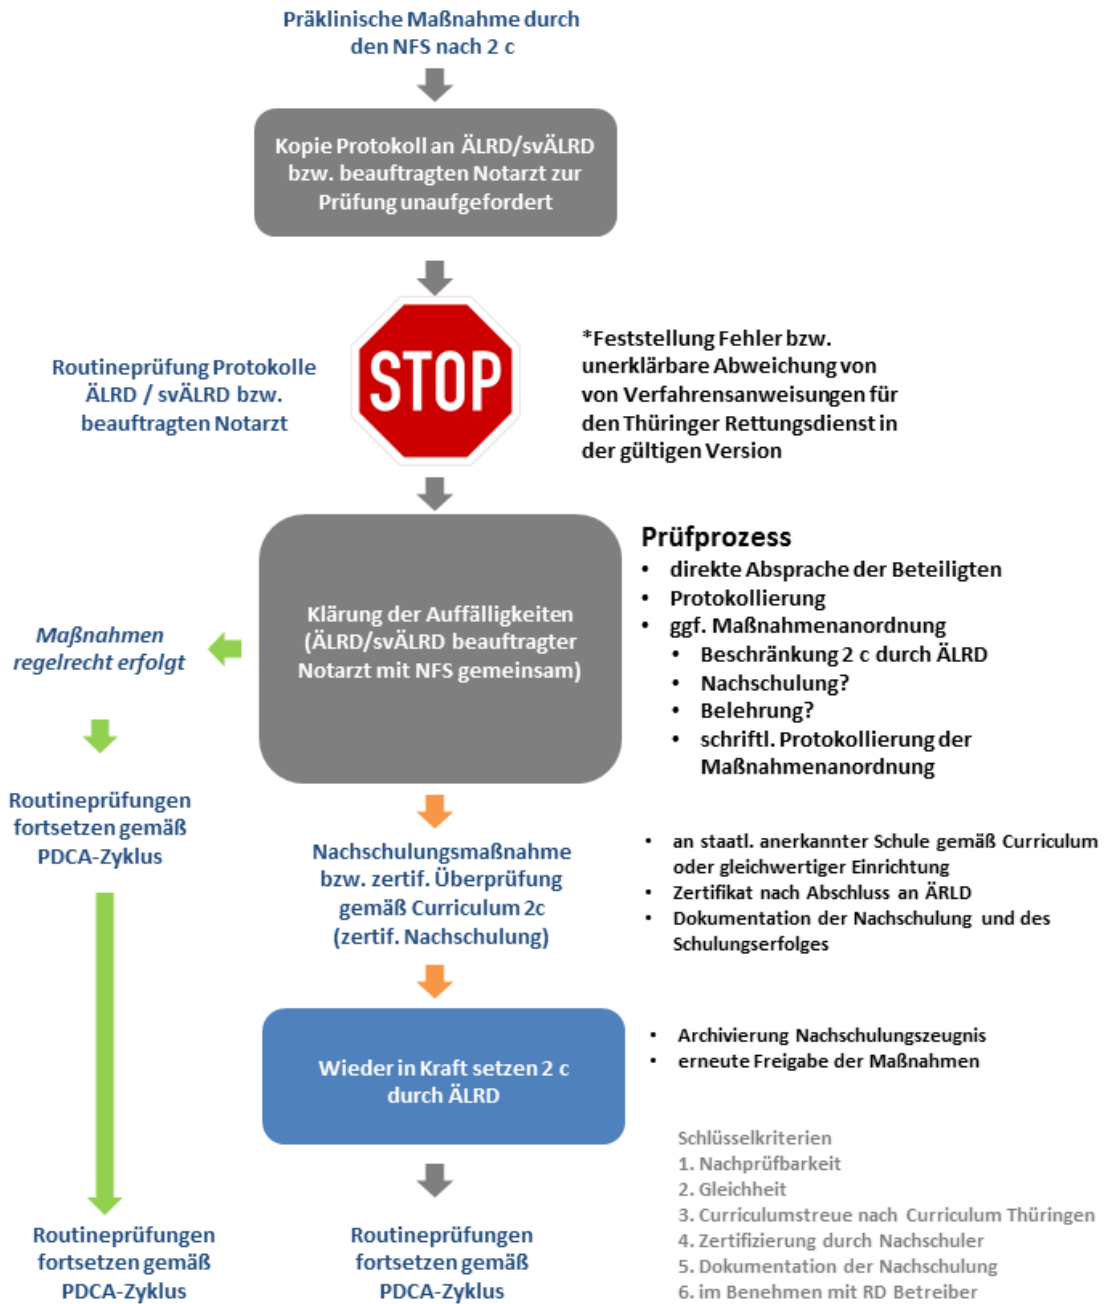 Präklinische Maßnahme durch
den NFS nach 2 c
Kopie Protokoll an ÄLRD/svÄLRD
bzw. beauftragten Notarzt zur
Prüfung unaufgefordert
Routineprüfung Protokolle
ÄLRD / svÄLRD bzw.
beauftragten Notarzt
STOP
*Feststellung Fehler bzw.
unerklärbare Abweichung von
von Verfahrensanweisungen für
den Thüringer Rettungsdienst in
der gültigen Version
Klärung der Auffälligkeiten
(ÄLRD/svÄLRD beauftragter
Notarzt mit NFS gemeinsam)
Prüfprozess
• direkte Absprache der Beteiligten
• Protokollierung
• ggf. Maßnahmenanordnung
• Beschränkung 2 c durch ÄLRD
• Nachschulung?
• Belehrung?
• schriftl. Protokollierung der
Maßnahmenanordnung
Maßnahmen
regelrecht erfolgt
Routineprüfungen
fortsetzen gemäß
PDCA-Zyklus
Nachschulungsmaßnahme
bzw. zertif. Überprüfung
gemäß Curriculum 2c
(zertif. Nachschulung)
• an staatl. anerkannter Schule gemäß Curriculum
oder gleichwertiger Einrichtung
• Zertifikat nach Abschluss an ÄRLD
• Dokumentation der Nachschulung und des
Schulungserfolges
Wieder in Kraft setzen 2 c
durch ÄLRD
• Archivierung Nachschulungszeugnis
• erneute Freigabe der Maßnahmen
Routineprüfungen
fortsetzen gemäß
PDCA-Zyklus
Routineprüfungen
fortsetzen gemäß
PDCA-Zyklus
Schlüsselkriterien
1. Nachprüfbarkeit
2. Gleichheit
3. Curriculumstreue nach Curriculum Thüringen
4. Zertifizierung durch Nachschuler
5. Dokumentation der Nachschulung
6. im Benehmen mit RD Betreiber